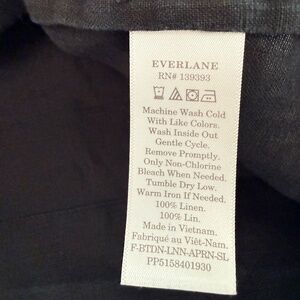 EVERLANE
RN# 139393
Machine Wash Cold
With Like Colors.
Wash Inside Out
Gentle Cycle.
Remove Promptly.
Only Non-Chlorine
Bleach When Needed.
Tumble Dry Low.
Warm Iron If Needed.
100% Linen.
100% Lin.
Made in Vietnam.
Fabriqué au Viêt-Nam.
F-BTDN-LNN-APRN-SL
PP5158401930